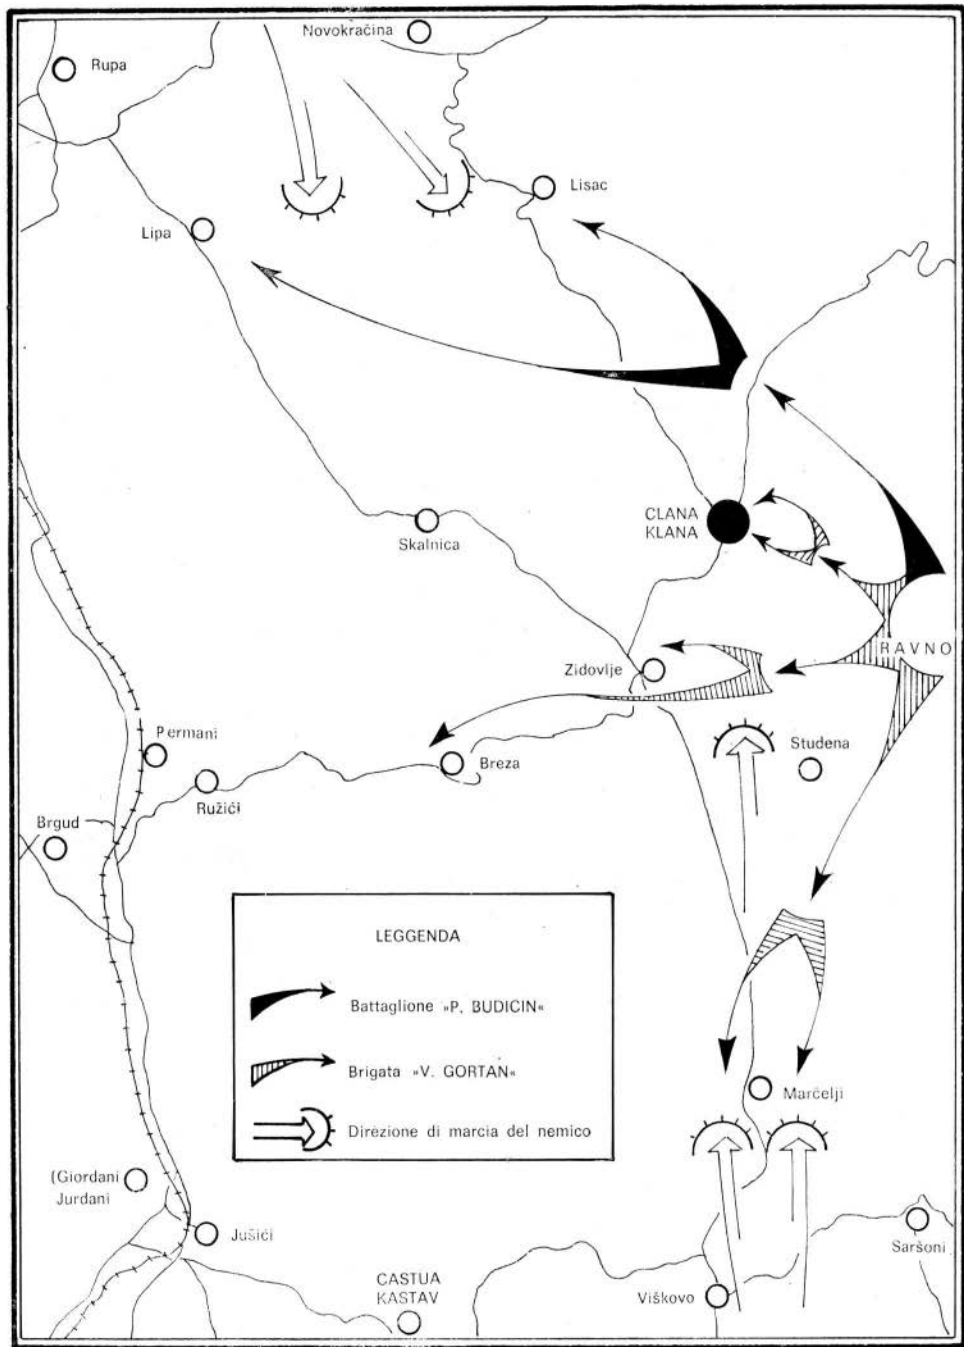 Novokračina
Rupa
Lisac
Lipa
CLANA
KLANA
Skalnica
RAVNO
Zidovlje
Permani
Studena
Breza
Ružići
Brgud
LEGGENDA
Battaglione »P. BUDICIN«
Brigata »V. GORTAN«
Direzione di marcia del nemico
Marčelji
(Giordani
Jurdani
Jušići
Saršoni
CASTUA
KASTAV
Viškovo